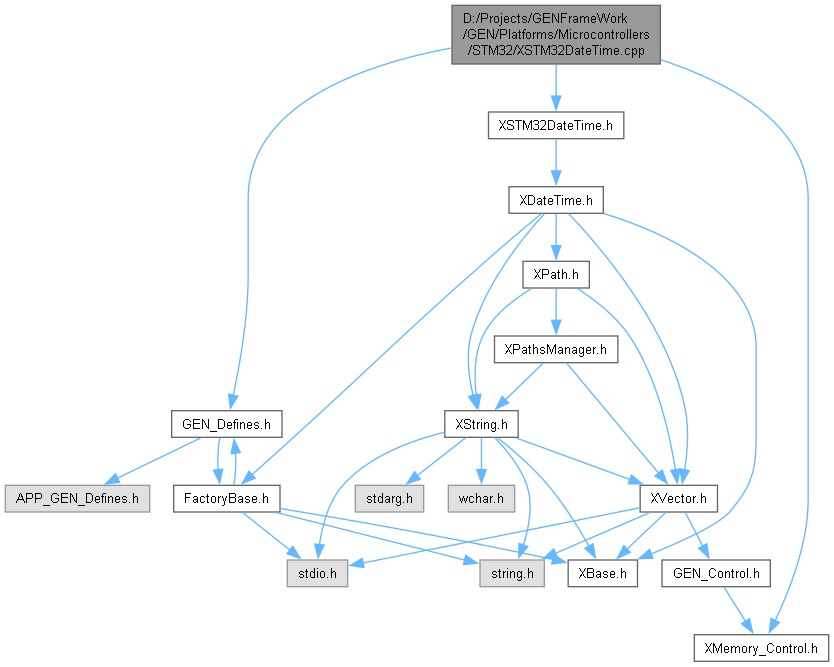 D:/Projects/GENFrameWork
/GEN/Platforms/Microcontrollers
/STM32/XSTM32DateTime.cpp
XSTM32DateTime.h
XDateTime.h
XPath.h
XPathsManager.h
GEN_Defines.h
XString.h
APP_GEN_Defines.h
FactoryBase.h
stdarg.h
wchar.h
XVector.h
stdio.h
string.h
XBase.h
GEN_Control.h
XMemory_Control.h